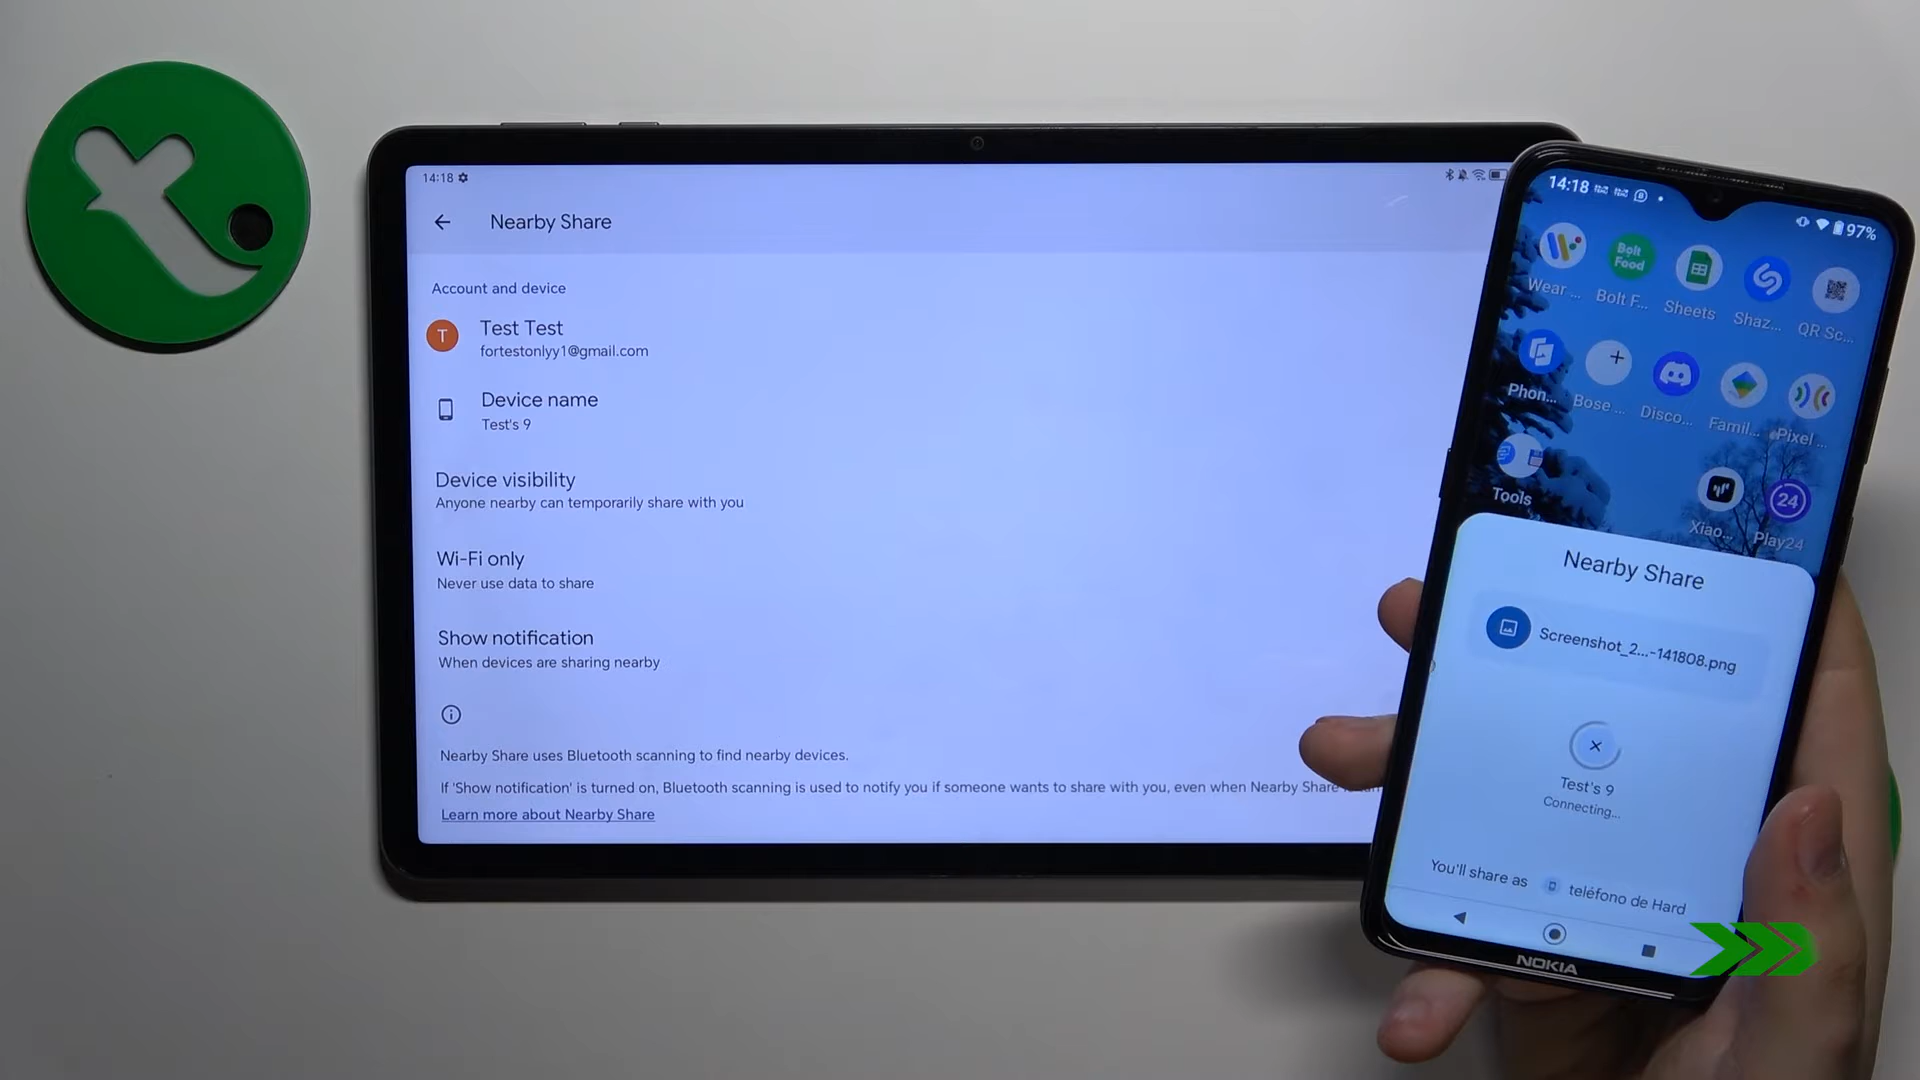 14:18
Nearby Share
Account and device
T
Test Test
fortestonlyy1@gmail.com
Device name
Test's 9
Device visibility
Anyone nearby can temporarily share with you
Wi-Fi only
Never use data to share
Show notification
When devices are sharing nearby
Nearby Share uses Bluetooth scanning to find nearby devices.
If 'Show notification' is turned on, Bluetooth scanning is used to notify you if someone wants to share with you, even when Nearby Share
Learn more about Nearby Share
14:18
97%
Bolt Food
Wear ...
Bolt F...
Sheets
Shaz...
QR Sc...
Phon...
Bose ...
Disco...
Famil...
Pixel ...
24
Tools
Xiao...
Play24
Nearby Share
Screenshot_2...-141808.png
Test's 9
Connecting...
You'll share as teléfono de Hard
NOKIA